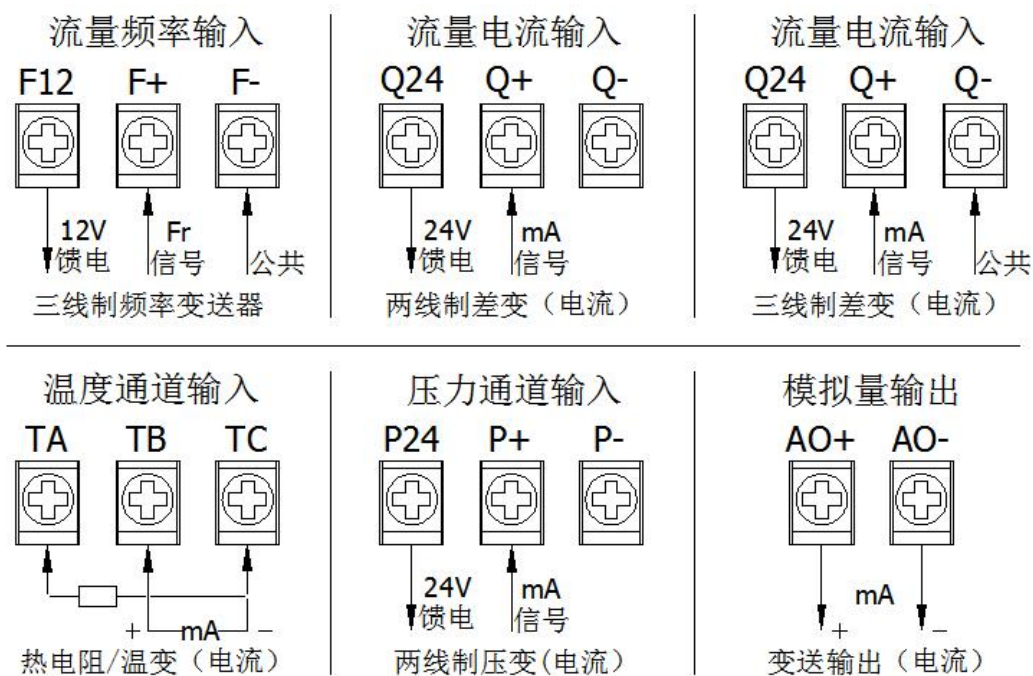 流量频率输入
F12 F+ F-
12V
馈电
Fr
信号
公共
三线制频率变送器
流量电流输入
Q24 Q+ Q-
24V
馈电
mA
信号
两线制差变（电流）
流量电流输入
Q24 Q+ Q-
24V
馈电
mA
信号
公共
三线制差变（电流）
温度通道输入
TA TB TC
+ mA -
热电阻/温变（电流）
压力通道输入
P24 P+ P-
24V
馈电
mA
信号
两线制压变(电流)
模拟量输出
AO+ AO-
mA
+ -
变送输出（电流）